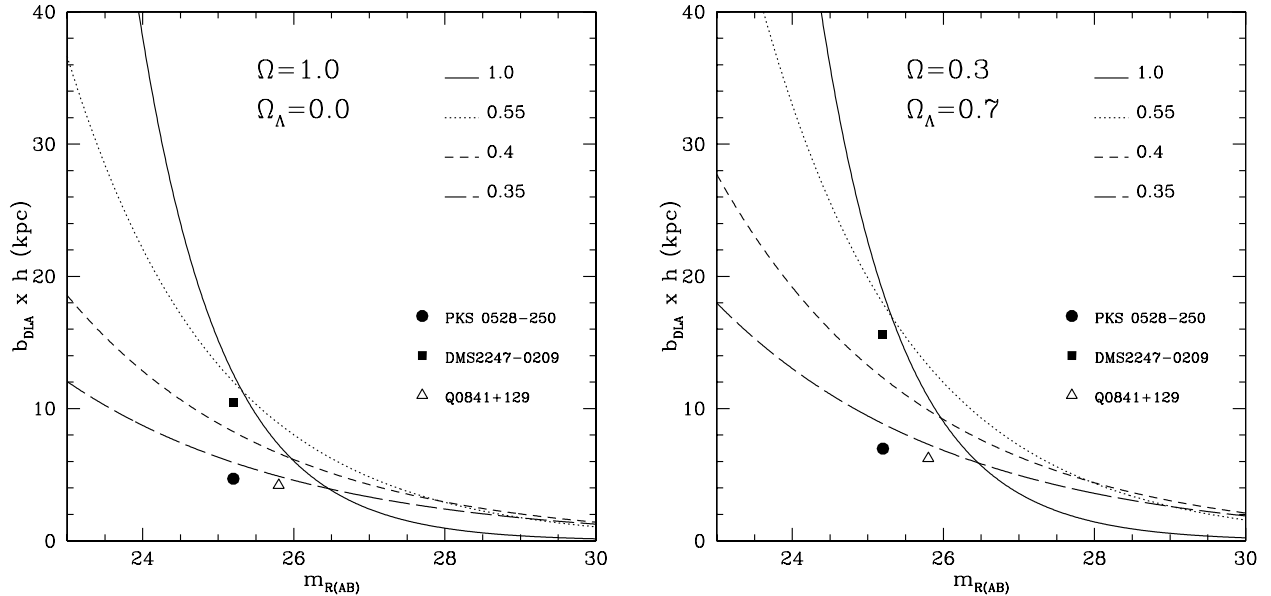 40
30
20
10
0
24
26
28
30
b_DLA x h (kpc)
m_R(AB)
Ω=1.0
Ω_Λ=0.0
1.0
0.55
0.4
0.35
PKS 0528-250
DMS2247-0209
Q0841+129
40
30
20
10
0
24
26
28
30
b_DLA x h (kpc)
m_R(AB)
Ω=0.3
Ω_Λ=0.7
1.0
0.55
0.4
0.35
PKS 0528-250
DMS2247-0209
Q0841+129